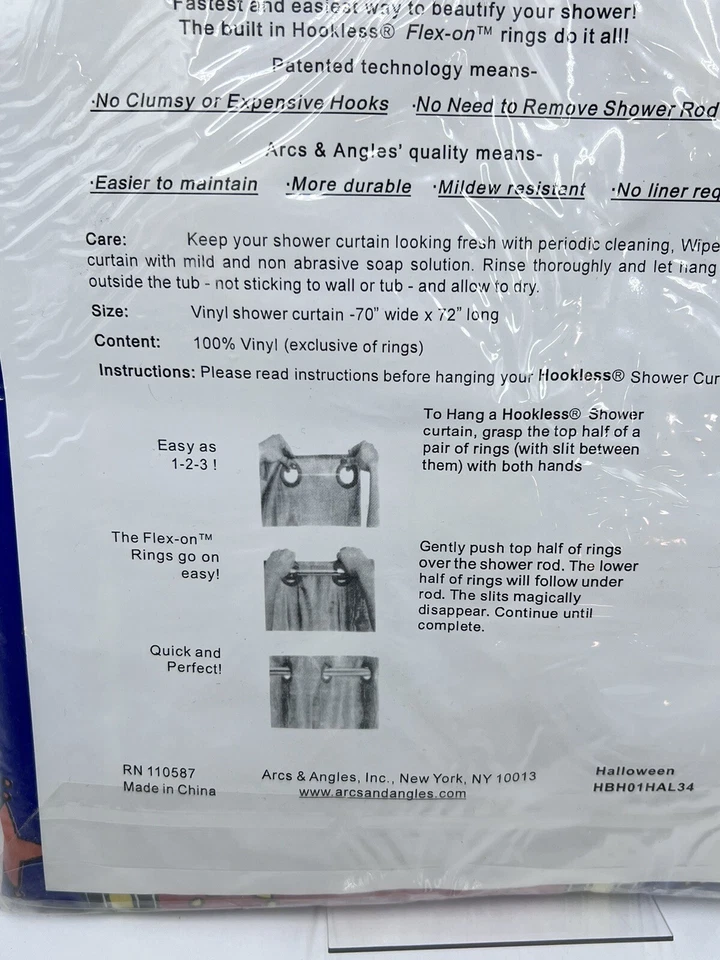 Fastest and easiest way to beautify your shower!
The built in Hookless® Flex-on™ rings do it all!
Patented technology means-
·No Clumsy or Expensive Hooks ·No Need to Remove Shower Rod
Arcs & Angles' quality means-
·Easier to maintain ·More durable ·Mildew resistant ·No liner req
Care: Keep your shower curtain looking fresh with periodic cleaning, Wipe
curtain with mild and non abrasive soap solution. Rinse thoroughly and let hang
outside the tub - not sticking to wall or tub - and allow to dry.
Size: Vinyl shower curtain -70" wide x 72" long
Content: 100% Vinyl (exclusive of rings)
Instructions: Please read instructions before hanging your Hookless® Shower Cur
Easy as
1-2-3 !
To Hang a Hookless® Shower
curtain, grasp the top half of a
pair of rings (with slit between
them) with both hands
The Flex-on™
Rings go on
easy!
Gently push top half of rings
over the shower rod. The lower
half of rings will follow under
rod. The slits magically
disappear. Continue until
complete.
Quick and
Perfect!
RN 110587
Made in China
Arcs & Angles, Inc., New York, NY 10013
www.arcsandangles.com
Halloween
HBH01HAL34